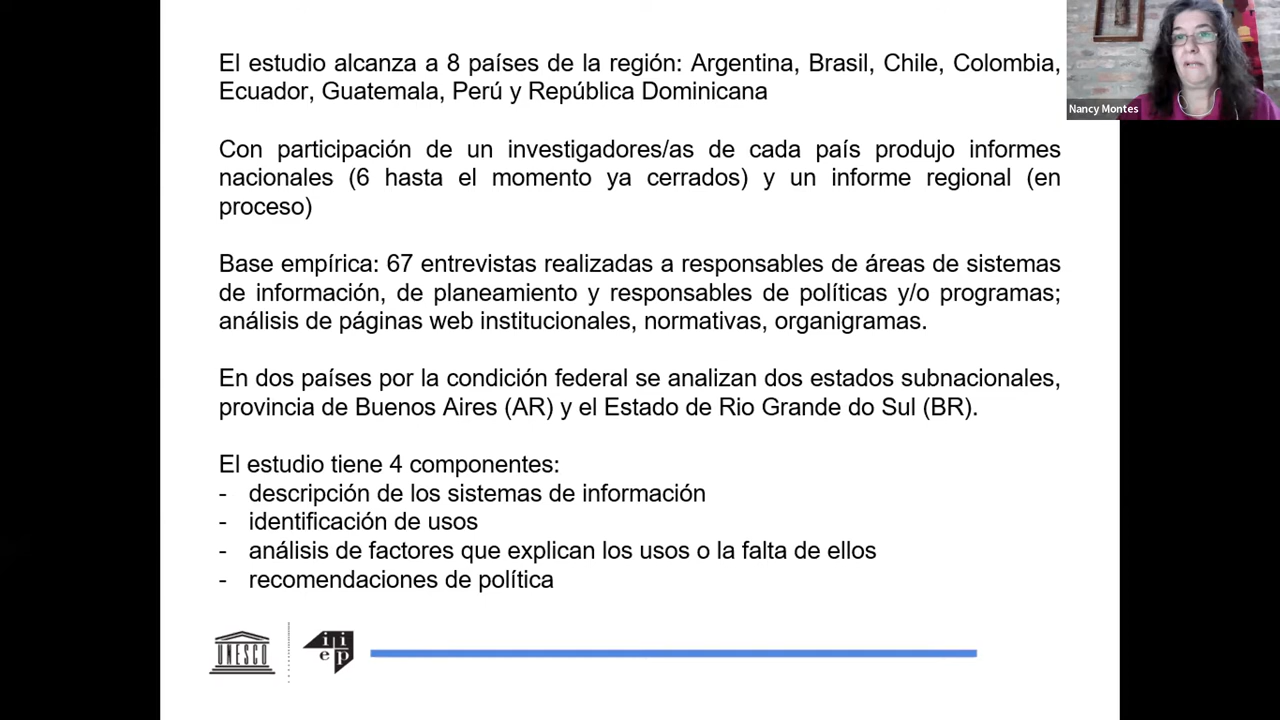 El estudio alcanza a 8 países de la región: Argentina, Brasil, Chile, Colombia,
Ecuador, Guatemala, Perú y República Dominicana
Con participación de un investigadores/as de cada país produjo informes
nacionales (6 hasta el momento ya cerrados) y un informe regional (en
proceso)
Base empírica: 67 entrevistas realizadas a responsables de áreas de sistemas
de información, de planeamiento y responsables de políticas y/o programas;
análisis de páginas web institucionales, normativas, organigramas.
En dos países por la condición federal se analizan dos estados subnacionales,
provincia de Buenos Aires (AR) y el Estado de Rio Grande do Sul (BR).
El estudio tiene 4 componentes:
- descripción de los sistemas de información
- identificación de usos
- análisis de factores que explican los usos o la falta de ellos
- recomendaciones de política
UNESCO
iiep
Nancy Montes